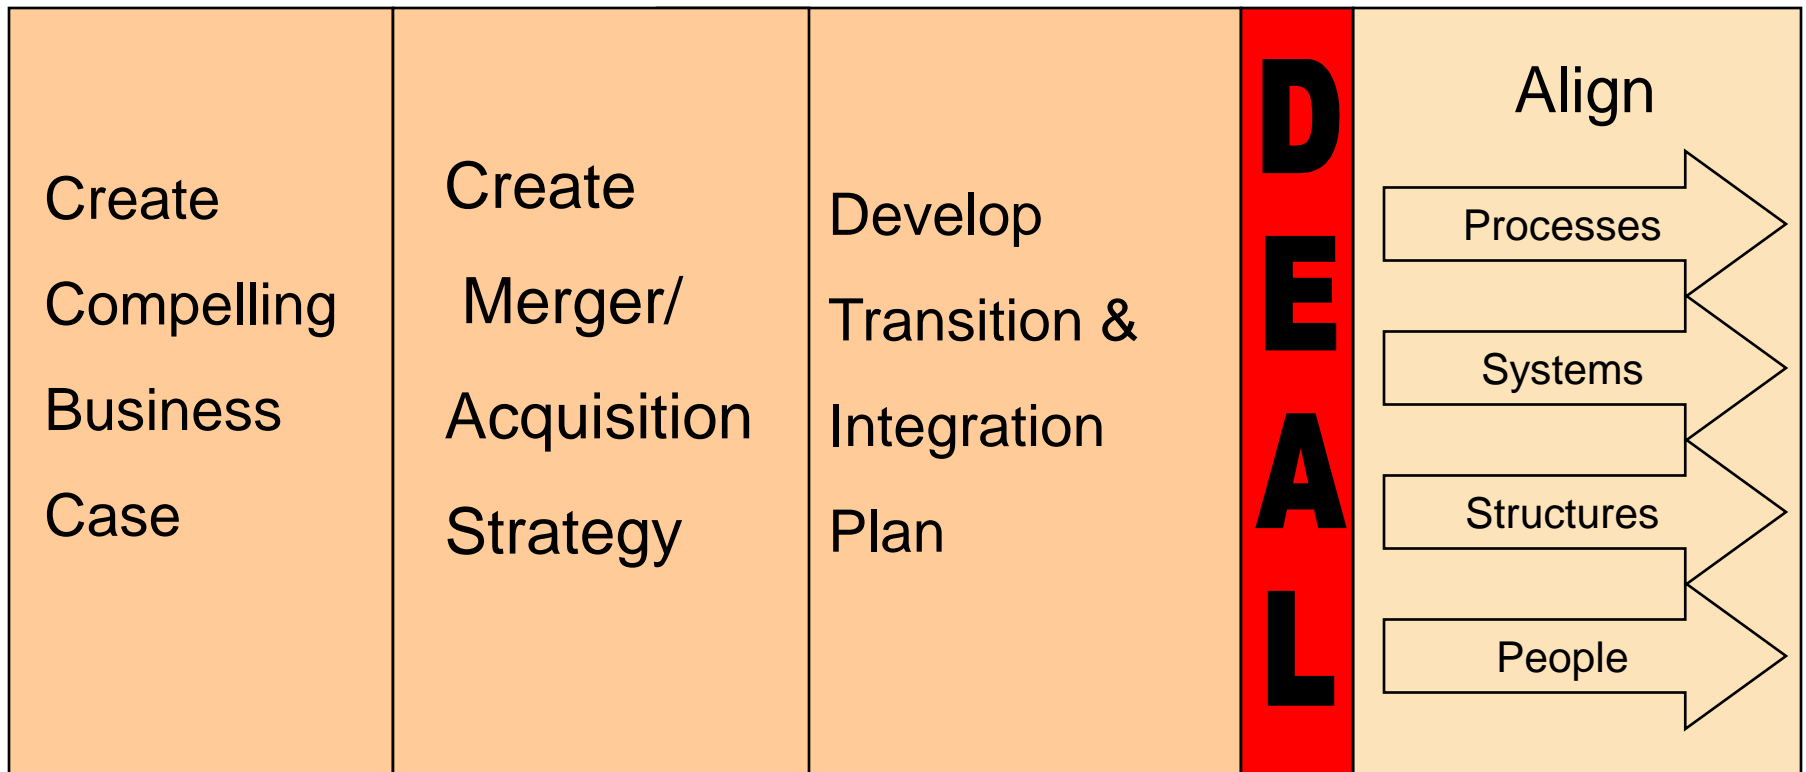 Create
Compelling
Business
Case
Create
Merger/
Acquisition
Strategy
Develop
Transition &
Integration
Plan
D
E
A
L
Align
Processes
Systems
Structures
People